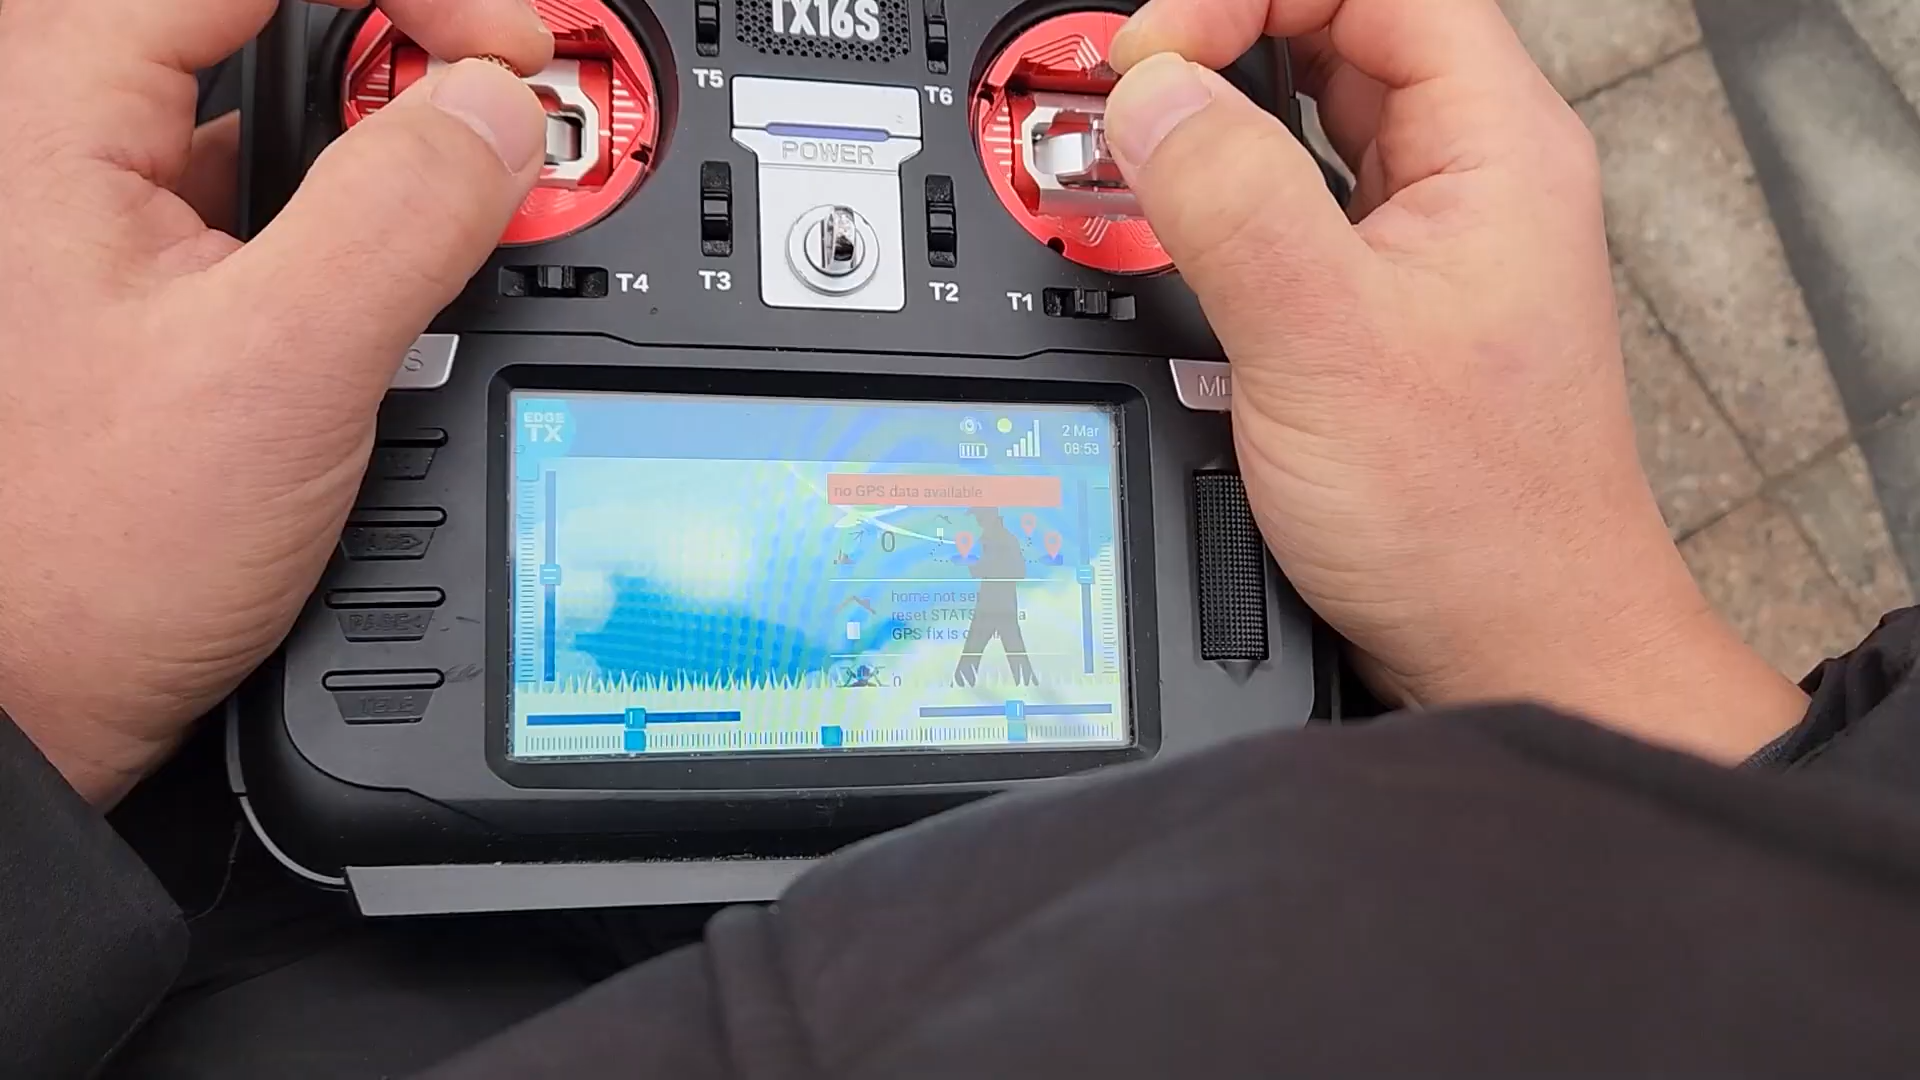 TX16S
T5
T6
POWER
T4
T3
T2
T1
S
MD
EDGE
TX
2 Mar
08:53
no GPS data available
0
home not se
reset STATS
a
GPS fix is
n
PAGE>
PAGE<
TELE